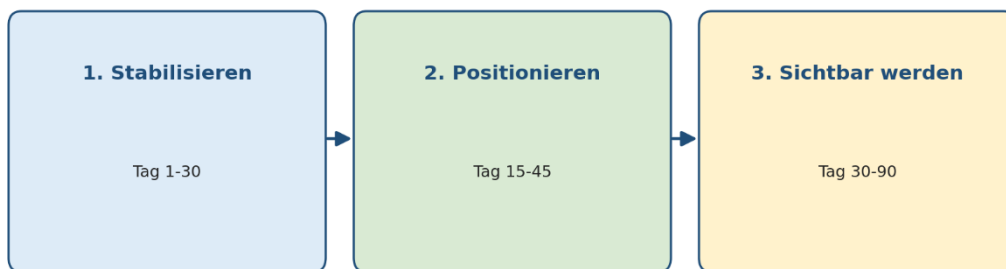 1. Stabilisieren
Tag 1-30
2. Positionieren
Tag 15-45
3. Sichtbar werden
Tag 30-90